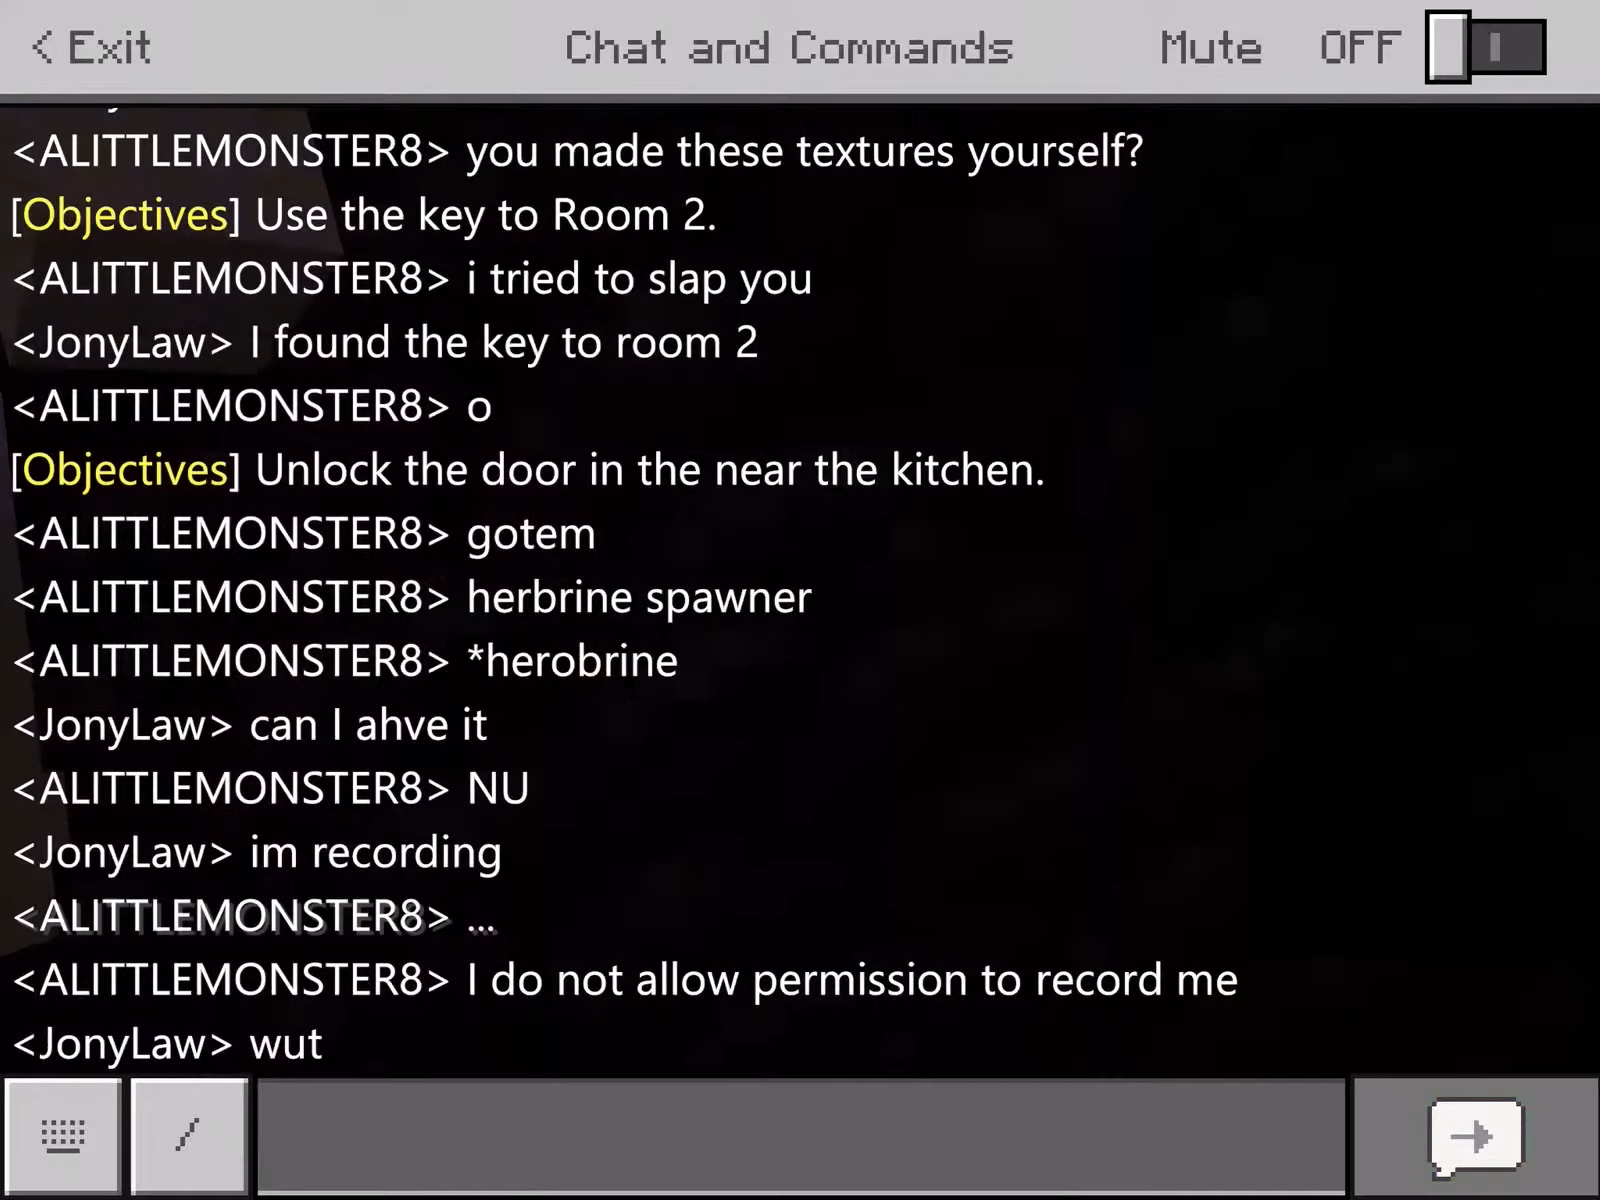 < Exit
Chat and Commands
Mute OFF
<ALITTLEMONSTER8> you made these textures yourself?
[Objectives] Use the key to Room 2.
<ALITTLEMONSTER8> i tried to slap you
<JonyLaw> I found the key to room 2
<ALITTLEMONSTER8> o
[Objectives] Unlock the door in the near the kitchen.
<ALITTLEMONSTER8> gotem
<ALITTLEMONSTER8> herbrine spawner
<ALITTLEMONSTER8> *herobrine
<JonyLaw> can I ahve it
<ALITTLEMONSTER8> NU
<JonyLaw> im recording
<ALITTLEMONSTER8> ...
<ALITTLEMONSTER8> I do not allow permission to record me
<JonyLaw> wut
/